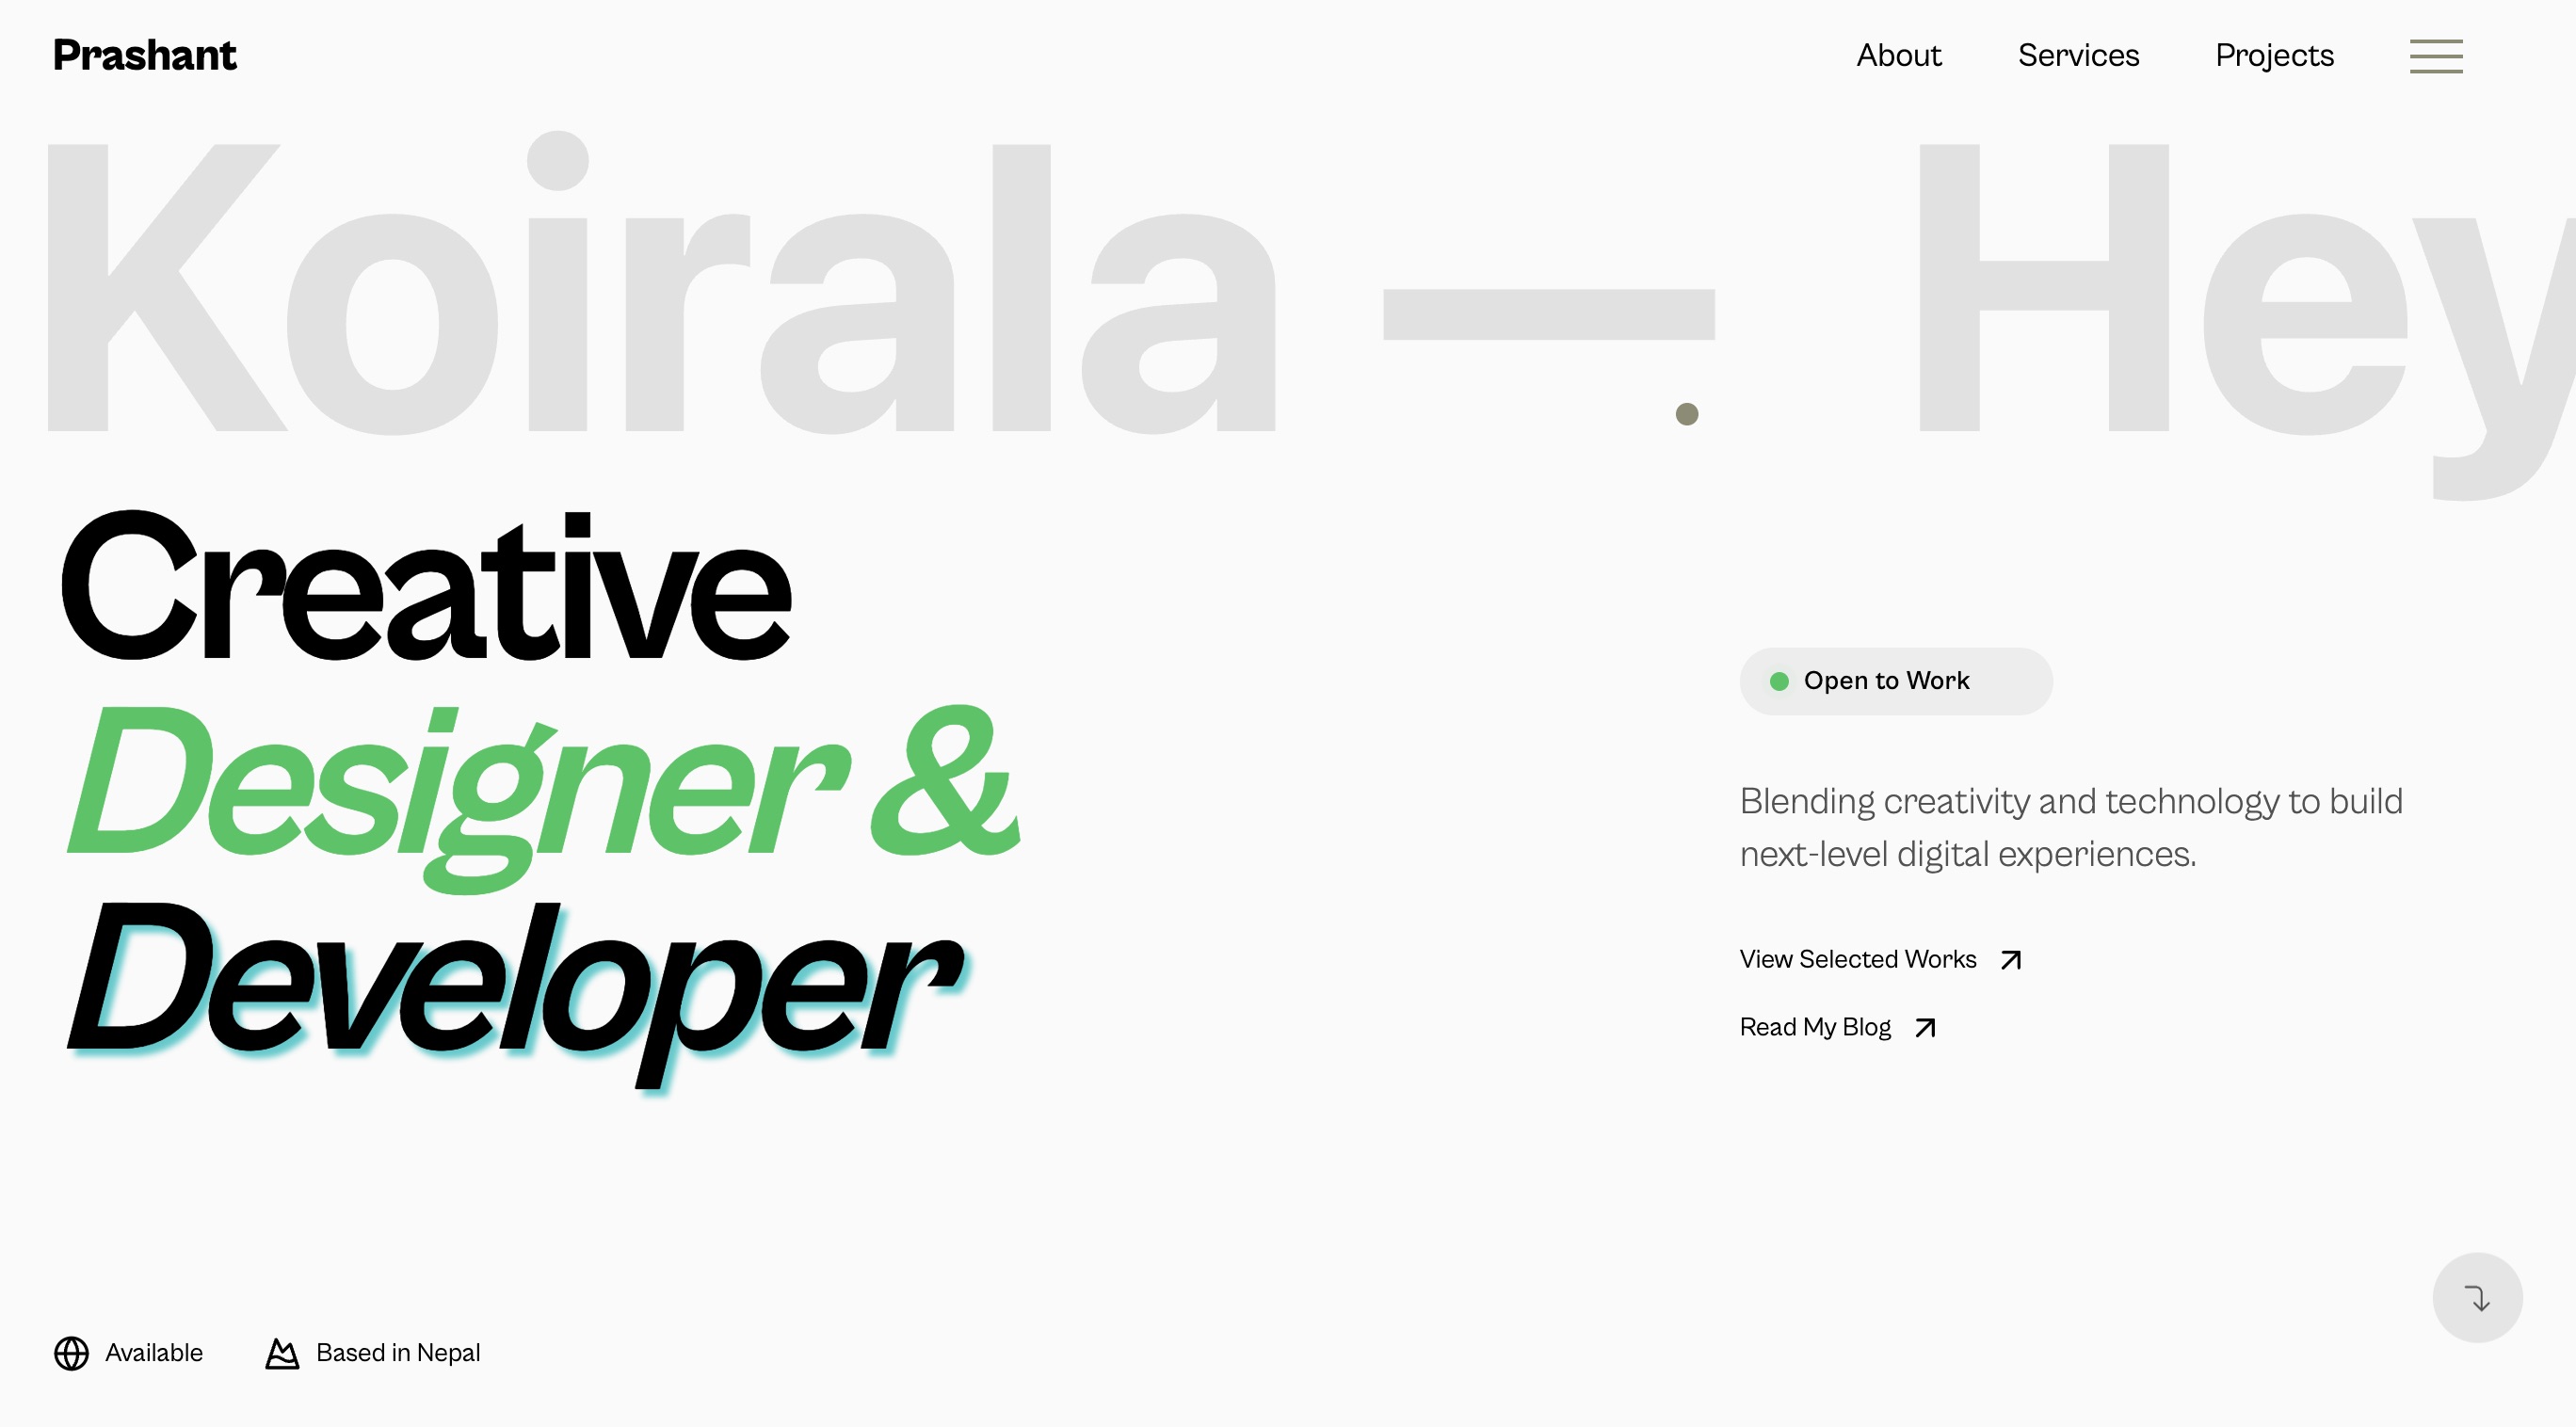 Prashant
About Services Projects
Koirala — Hey
Creative
Designer &
Developer
Open to Work
Blending creativity and technology to build
next-level digital experiences.
View Selected Works
Read My Blog
Available
Based in Nepal